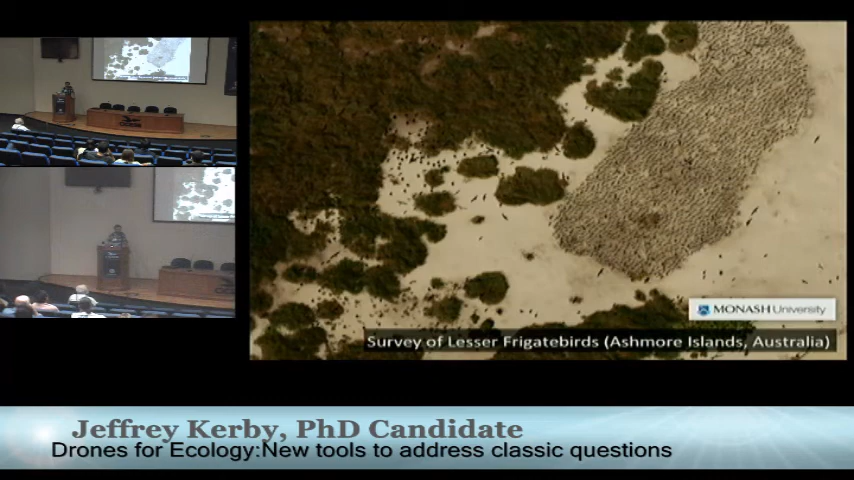 MONASH University
Survey of Lesser Frigatebirds (Ashmore Islands, Australia)
Jeffrey Kerby, PhD Candidate
Drones for Ecology:New tools to address classic questions